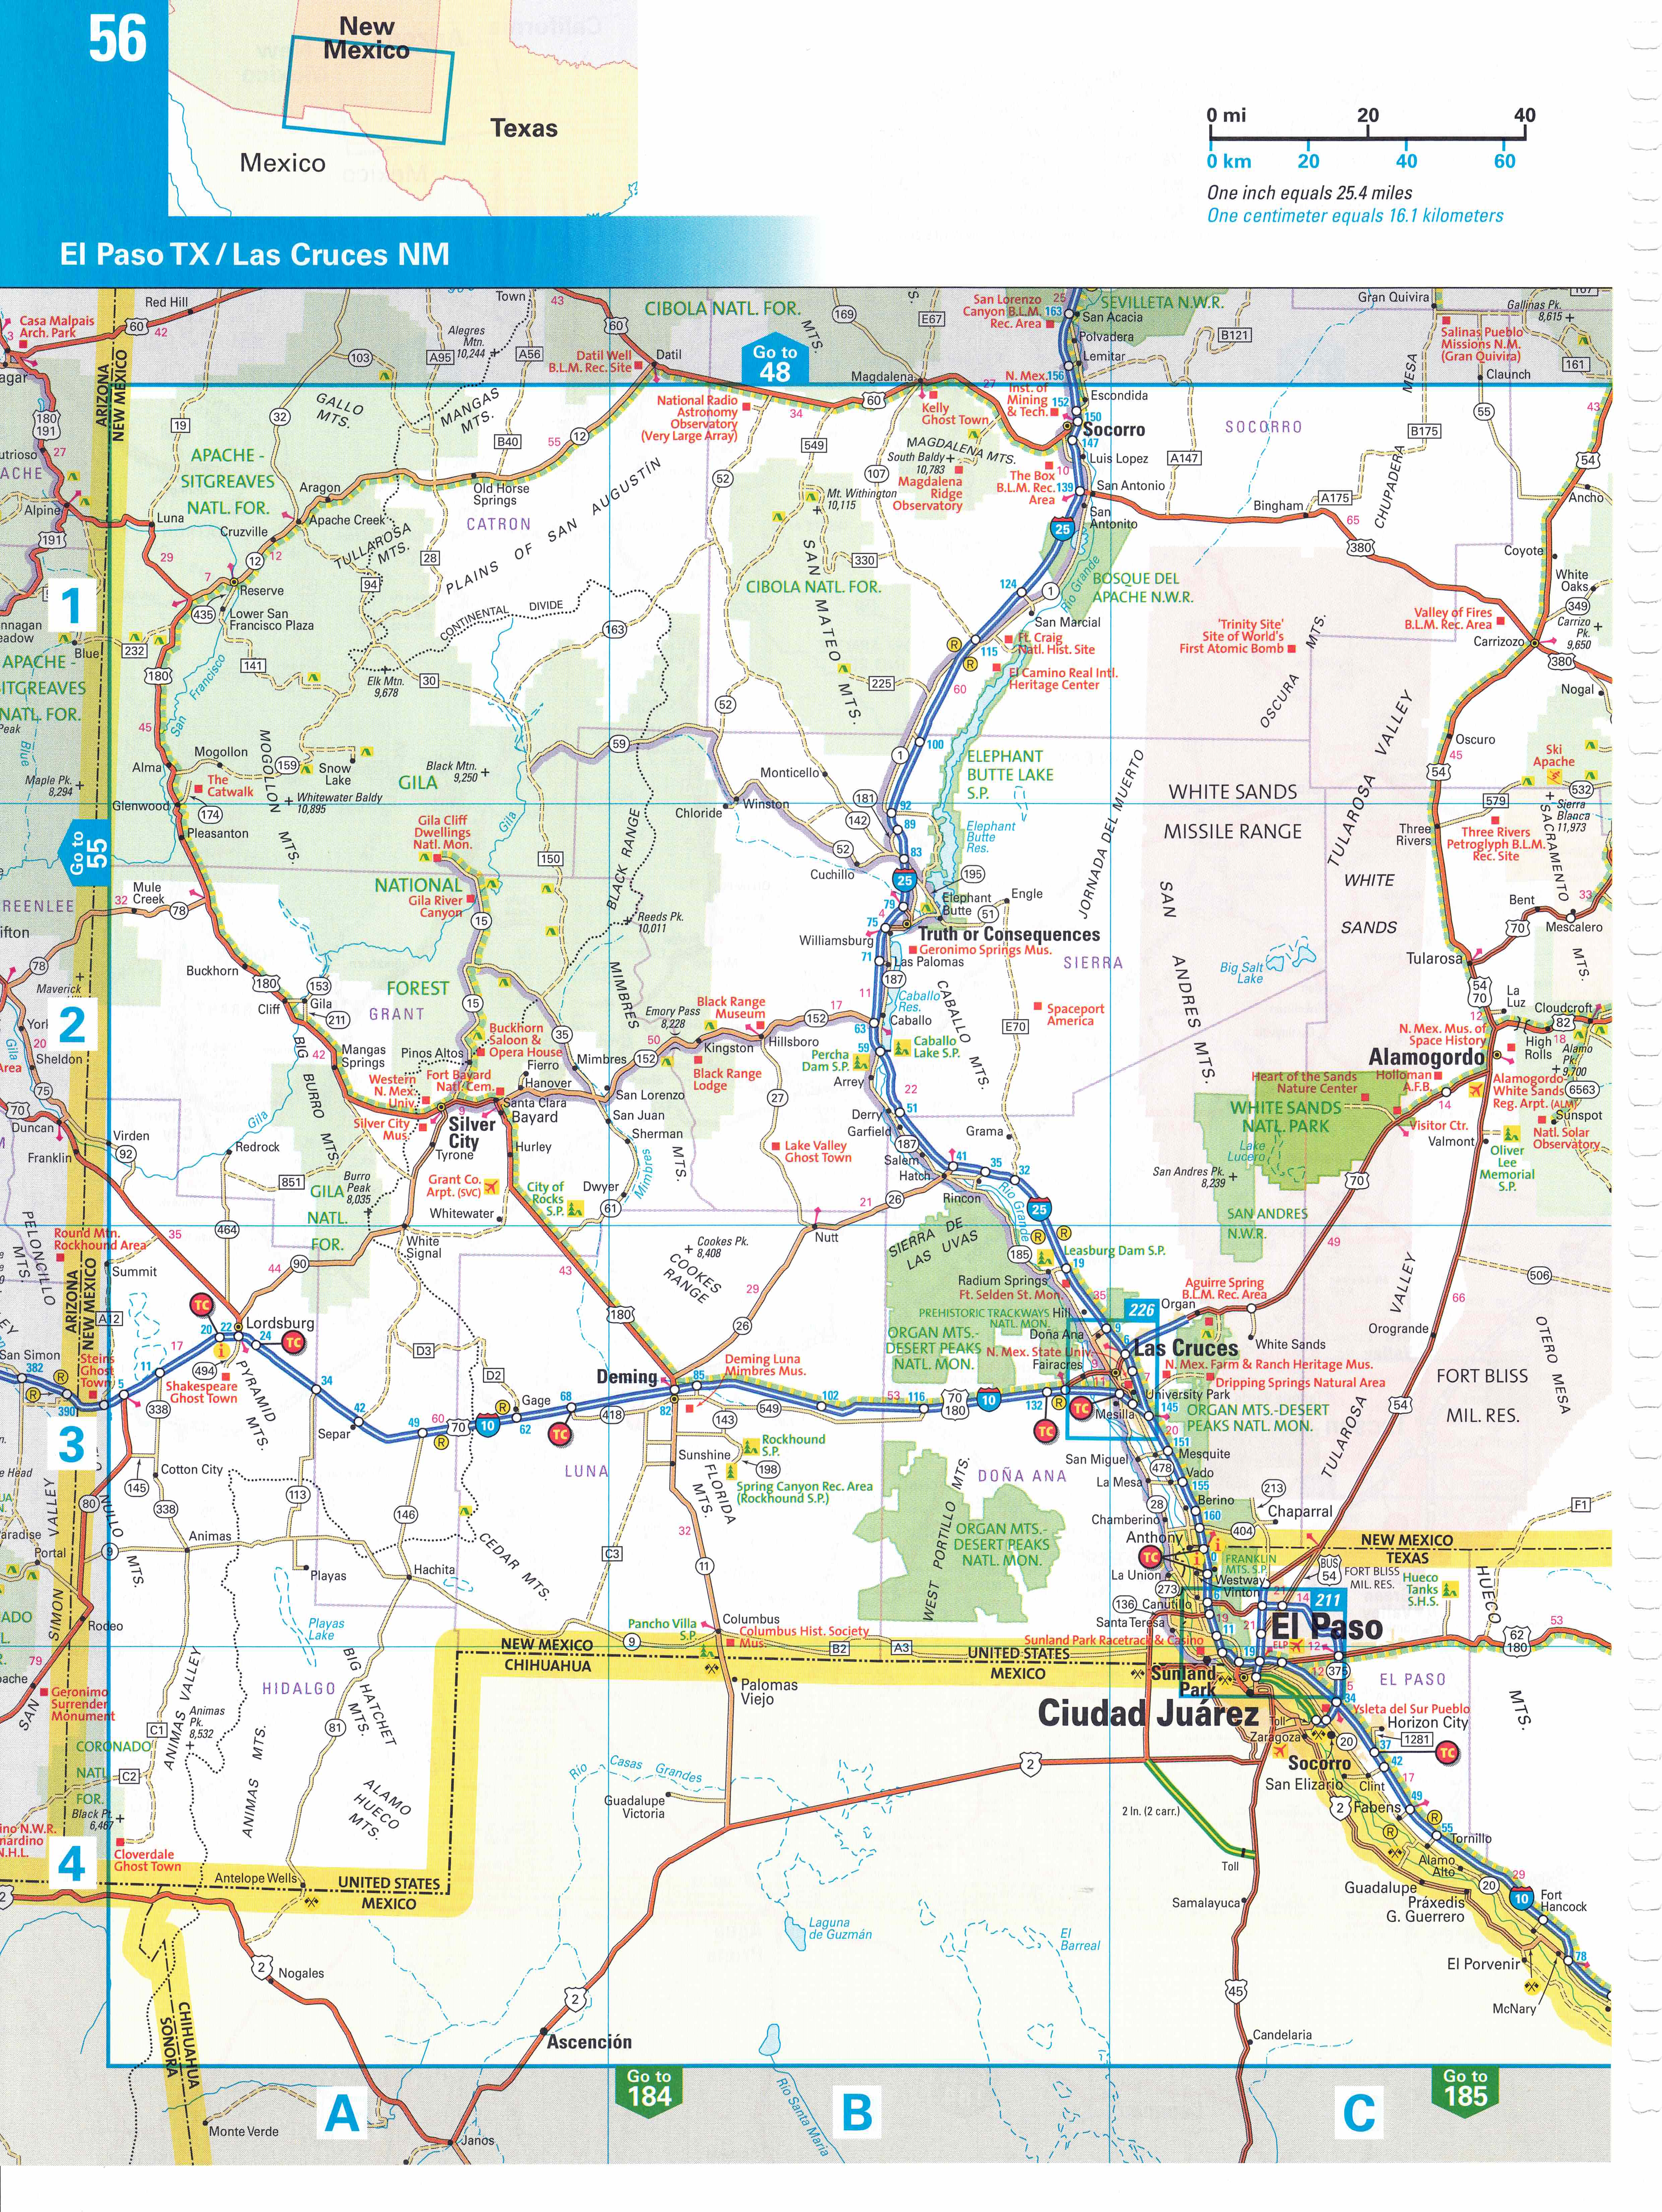 56
New
Mexico
Texas
Mexico
El Paso TX / Las Cruces NM
0 mi 20 40
0 km 20 40 60
One inch equals 25.4 miles
One centimeter equals 16.1 kilometers
Red Hill
Casa Malpais
Arch. Park
Town
CIBOLA NATL. FOR.
Go to
48
San Lorenzo
Canyon B.L.M.
Rec. Area
SEVILLETA N.W.R.
San Acacia
Polvadera
Lemitar
Gran Quivira
Gallinas Pk.
8,615
Salinas Pueblo
Missions N.M.
(Gran Quivira)
Claunch
ARIZONA
NEW MEXICO
Alegres
Mtn.
10,244
Datil Well
B.L.M. Rec. Site
Datil
Magdalena
N. Mex.
Inst. of
Mining
& Tech.
Escondida
Socorro
Luis Lopez
GALLO
MTS.
MANGAS
MTS.
National Radio
Astronomy
Observatory
(Very Large Array)
Kelly
Ghost Town
MAGDALENA MTS.
South Baldy
10,783
Magdalena
Ridge
Observatory
The Box
B.L.M. Rec.
Area
San Antonio
San
Antonito
SOCORRO
Bingham
CHUPADERA
MESA
Ancho
APACHE -
SITGREAVES
NATL. FOR.
Aragon
Old Horse
Springs
Mt. Withington
10,115
Alpine
Luna
Cruzville
Apache Creek
CATRON
PLAINS OF SAN AUGUSTÍN
TULLAROSA
MTS.
SAN MATEO MTS.
CIBOLA NATL. FOR.
BOSQUE DEL
APACHE N.W.R.
Rio Grande
Coyote
White
Oaks
Carrizo
Pk.
9,650
1
Reserve
Lower San
Francisco Plaza
CONTINENTAL DIVIDE
San Marcial
Ft. Craig
Natl. Hist. Site
El Camino Real Intl.
Heritage Center
'Trinity Site'
Site of World's
First Atomic Bomb
Valley of Fires
B.L.M. Rec. Area
Carrizozo
Blue
APACHE -
SITGREAVES
NATL. FOR.
San Francisco
Elk Mtn.
9,678
OSCURA
MTS.
Nogal
Oscuro
Maple Pk.
8,294
Mogollon
Alma
The
Catwalk
MOGOLLON MTS.
Snow
Lake
Whitewater Baldy
10,895
GILA
Black Mtn.
9,250
Monticello
ELEPHANT
BUTTE LAKE
S.P.
JORNADA DEL MUERTO
WHITE SANDS
MISSILE RANGE
TULAROSA VALLEY
Ski
Apache
Sierra
Blanca
11,973
Go to
55
Glenwood
Pleasanton
Gila Cliff
Dwellings
Natl. Mon.
Gila
Chloride
Winston
Elephant
Butte
Res.
Three
Rivers
Three Rivers
Petroglyph B.L.M.
Rec. Site
SACRAMENTO MTS.
Mule
Creek
NATIONAL
Gila River
Canyon
BLACK RANGE
Cuchillo
Elephant
Butte
Engle
WHITE
SANDS
Bent
Mescalero
Reeds Pk.
10,011
Williamsburg
Truth or Consequences
Geronimo Springs Mus.
Las Palomas
SIERRA
SAN ANDRES MTS.
Big Salt
Lake
Tularosa
Buckhorn
2
Cliff
Gila
FOREST
GRANT
MIMBRES MTS.
Emory Pass
8,228
Black Range
Museum
Caballo
Res.
Caballo
CABALLO MTS.
Spaceport
America
La
Luz
Cloudcroft
N. Mex. Mus. of
Space History
High
Rolls
Alamo
Pk.
9,700
Maverick
Sheldon
BIG BURRO MTS.
Mangas
Springs
Pinos Altos
Buckhorn
Saloon &
Opera House
Kingston
Hillsboro
Percha
Dam S.P.
Caballo
Lake S.P.
Alamogordo
Western
N. Mex.
Univ.
Fort Bayard
Natl. Cem.
Fierro
Hanover
Mimbres
Black Range
Lodge
Arrey
Heart of the Sands
Nature Center
Holloman
A.F.B.
Alamogordo-
White Sands
Reg. Arpt. (ALM)
Duncan
Franklin
Virden
Gila
Redrock
Silver City
Mus.
Silver
City
Tyrone
Santa Clara
Bayard
Hurley
San Lorenzo
San Juan
Sherman
Mimbres
Lake Valley
Ghost Town
Derry
Garfield
Salem
Hatch
Grama
Rincon
WHITE SANDS
NATL. PARK
Lake
Lucero
Visitor Ctr.
Valmont
Sunspot
Natl. Solar
Observatory
Oliver
Lee
Memorial
S.P.
San Andres Pk.
8,239
Burro
Peak
8,035
GILA
NATL.
FOR.
Grant Co.
Arpt. (SVC)
Whitewater
City of
Rocks
S.P.
Dwyer
SAN ANDRES
N.W.R.
PELONCILLO
MTS.
Round Mtn.
Rockhound Area
Summit
White
Signal
Nutt
Cookes Pk.
8,408
COOKES
RANGE
SIERRA DE
LAS UVAS
Rio Grande
Leasburg Dam S.P.
Radium Springs
Ft. Selden St. Mon.
Aguirre Spring
B.L.M. Rec. Area
ARIZONA
NEW MEXICO
Lordsburg
PREHISTORIC TRACKWAYS
NATL. MON.
Hill
Doña Ana
226
Organ
White Sands
Orogrande
VALLEY
OTERO MESA
San Simon
Steins
Ghost
Town
Shakespeare
Ghost Town
PYRAMID
MTS.
Deming
Deming Luna
Mimbres Mus.
ORGAN MTS.-
DESERT PEAKS
NATL. MON.
N. Mex. State Univ.
Fairacres
Las Cruces
N. Mex. Farm & Ranch Heritage Mus.
Dripping Springs Natural Area
University Park
Mesilla
ORGAN MTS.-DESERT
PEAKS NATL. MON.
FORT BLISS
MIL. RES.
3
Separ
Gage
Cotton City
LUNA
Sunshine
Rockhound
S.P.
Spring Canyon Rec. Area
(Rockhound S.P.)
FLORIDA
MTS.
DOÑA ANA
San Miguel
La Mesa
Mesquite
Vado
Berino
TULAROSA
Portal
Animas
Playas
Hachita
CEDAR MTS.
WEST PORTILLO MTS.
ORGAN MTS.-
DESERT PEAKS
NATL. MON.
Chamberino
Anthony
La Union
Chaparral
FRANKLIN
MTS. S.P.
NEW MEXICO
TEXAS
Westway
Vinton
FORT BLISS
MIL. RES.
Hueco
Tanks
S.H.S.
HUECO MTS.
SIMON VALLEY
Rodeo
Playas
Lake
Pancho Villa
S.P.
Columbus
Columbus Hist. Society
Mus.
Canutillo
Santa Teresa
Sunland Park Racetrack & Casino
211
El Paso
NEW MEXICO
CHIHUAHUA
UNITED STATES
MEXICO
Sunland
Park
Palomas
Viejo
Ciudad Juárez
EL PASO
Ysleta del Sur Pueblo
Horizon City
Geronimo
Surrender
Monument
HIDALGO
BIG HATCHET
MTS.
ANIMAS VALLEY
Animas
Pk.
8,532
ANIMAS MTS.
CORONADO
NATL.
FOR.
Black Pt.
6,467
Toll
Zaragoza
Socorro
San Elizario
Clint
Fabens
Tornillo
Alamo
Alto
ALAMO
HUECO
MTS.
Rio Casas Grandes
Guadalupe
Victoria
2 ln. (2 carr.)
Toll
4
Cloverdale
Ghost Town
Antelope Wells
UNITED STATES
MEXICO
Samalayuca
Guadalupe
Práxedis
G. Guerrero
Fort
Hancock
El Porvenir
McNary
Laguna
de Guzmán
El
Barreal
Nogales
CHIHUAHUA
SONORA
Ascención
Candelaria
Go to
184
Go to
185
A
B
C
Monte Verde
Janos
Río Santa María